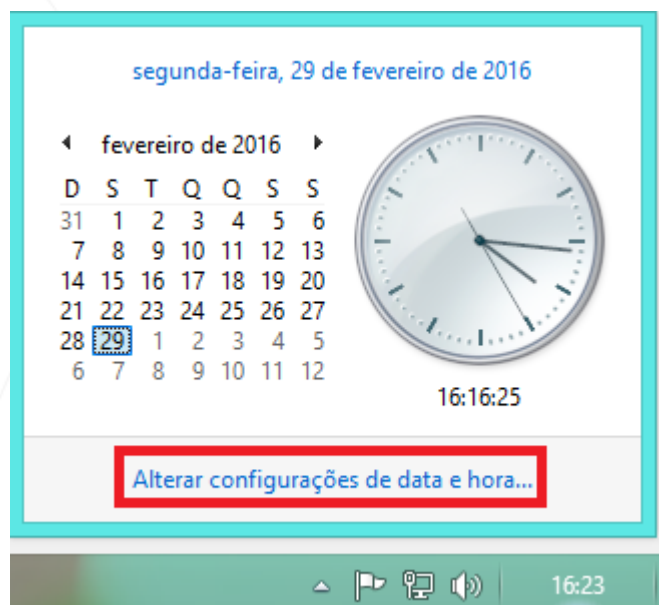 segunda-feira, 29 de fevereiro de 2016
fevereiro de 2016
D S T Q Q S S
31 1 2 3 4 5 6
7 8 9 10 11 12 13
14 15 16 17 18 19 20
21 22 23 24 25 26 27
28 29 1 2 3 4 5
6 7 8 9 10 11 12
16:16:25
Alterar configurações de data e hora...
16:23